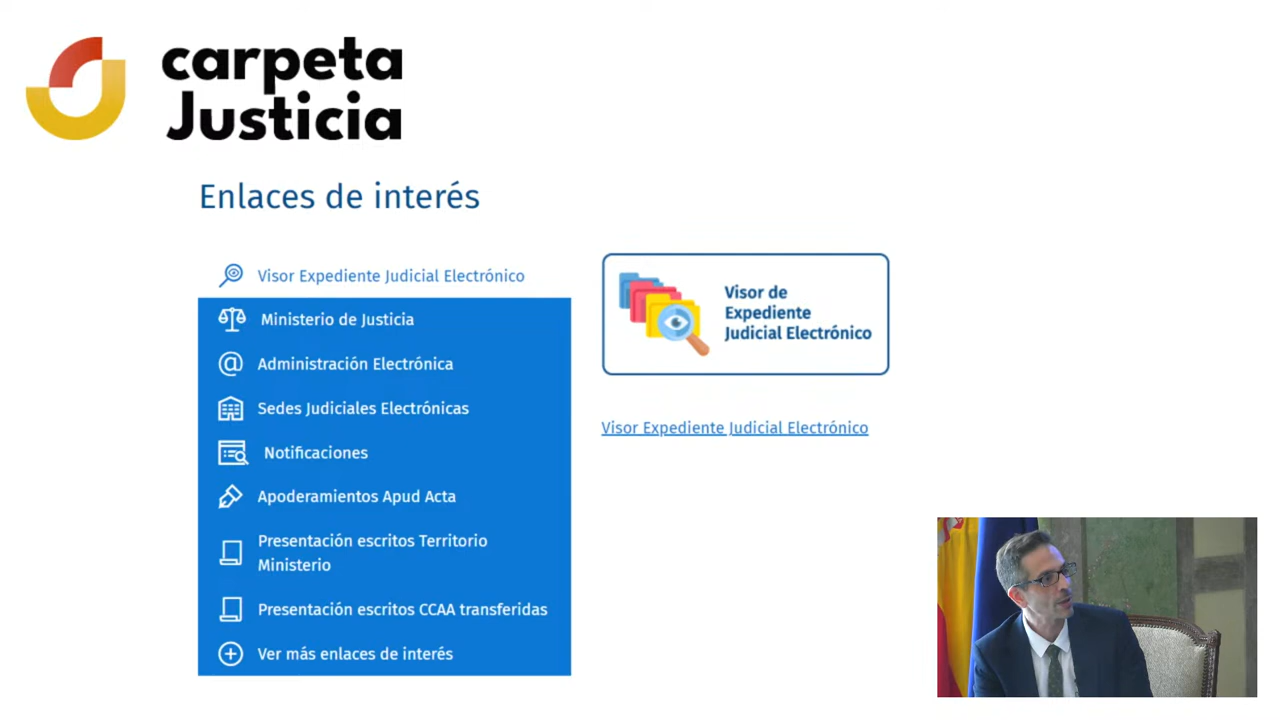 carpeta
Justicia
Enlaces de interés
Visor Expediente Judicial Electrónico
Ministerio de Justicia
Administración Electrónica
Sedes Judiciales Electrónicas
Notificaciones
Apoderamientos Apud Acta
Presentación escritos Territorio
Ministerio
Presentación escritos CCAA transferidas
Ver más enlaces de interés
Visor de
Expediente
Judicial Electrónico
Visor Expediente Judicial Electrónico